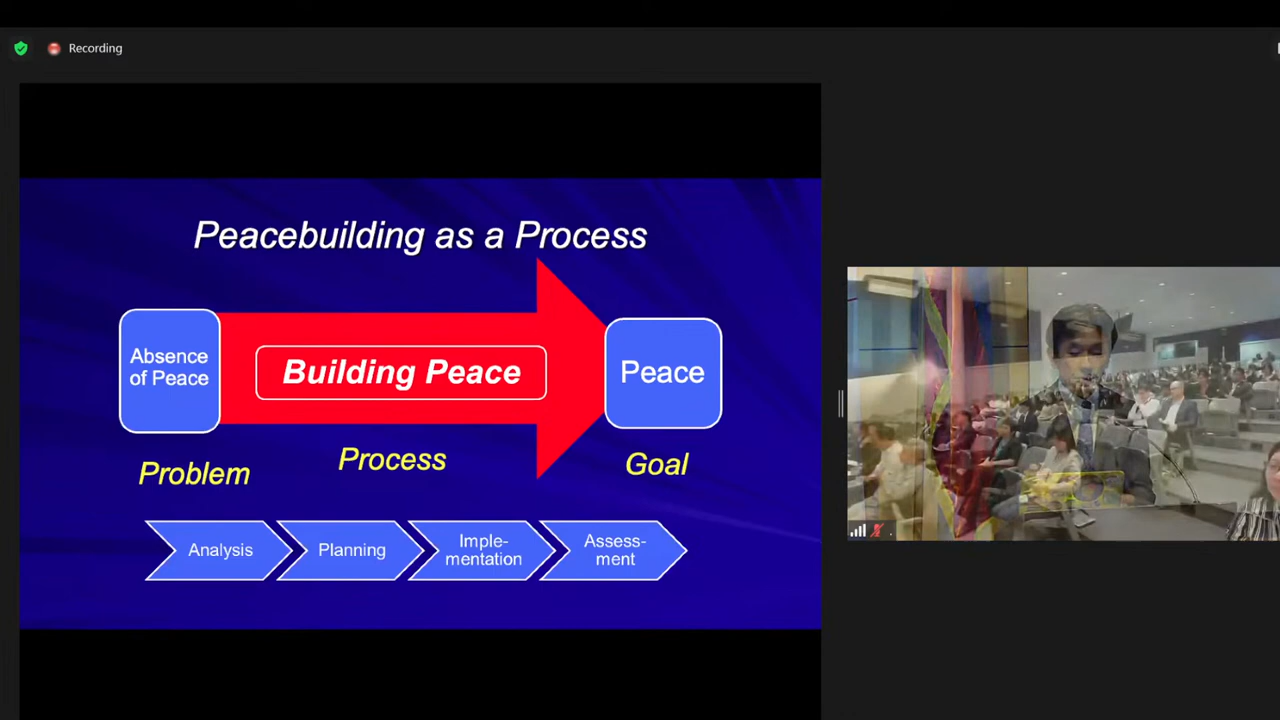 Recording
Peacebuilding as a Process
Absence
of Peace
Building Peace
Peace
Problem
Process
Goal
Analysis
Planning
Imple-
mentation
Assess-
ment